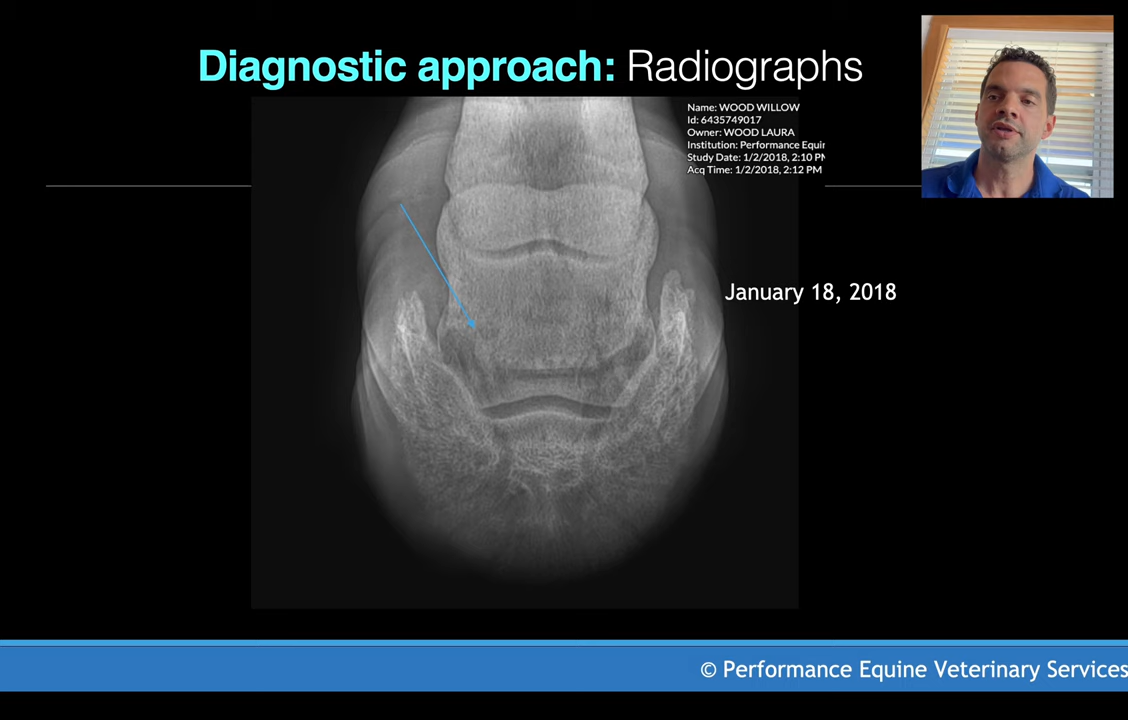 Diagnostic approach: Radiographs
Name: WOOD WILLOW
Id: 6435749017
Owner: WOOD LAURA
Institution: Performance Equin
Study Date: 1/2/2018, 2:10 PM
Acq Time: 1/2/2018, 2:12 PM
January 18, 2018
© Performance Equine Veterinary Services